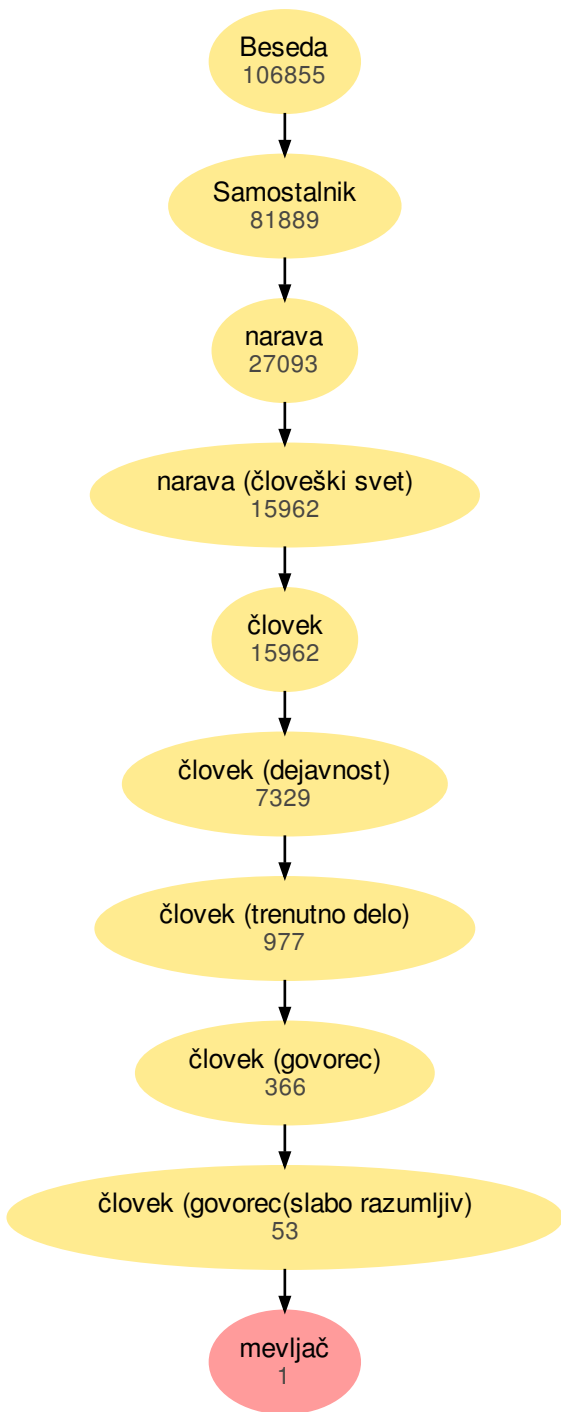 Beseda
106855
Samostalnik
81889
narava
27093
narava (človeški svet)
15962
človek
15962
človek (dejavnost)
7329
človek (trenutno delo)
977
človek (govorec)
366
človek (govorec(slabo razumljiv)
53
mevljač
1